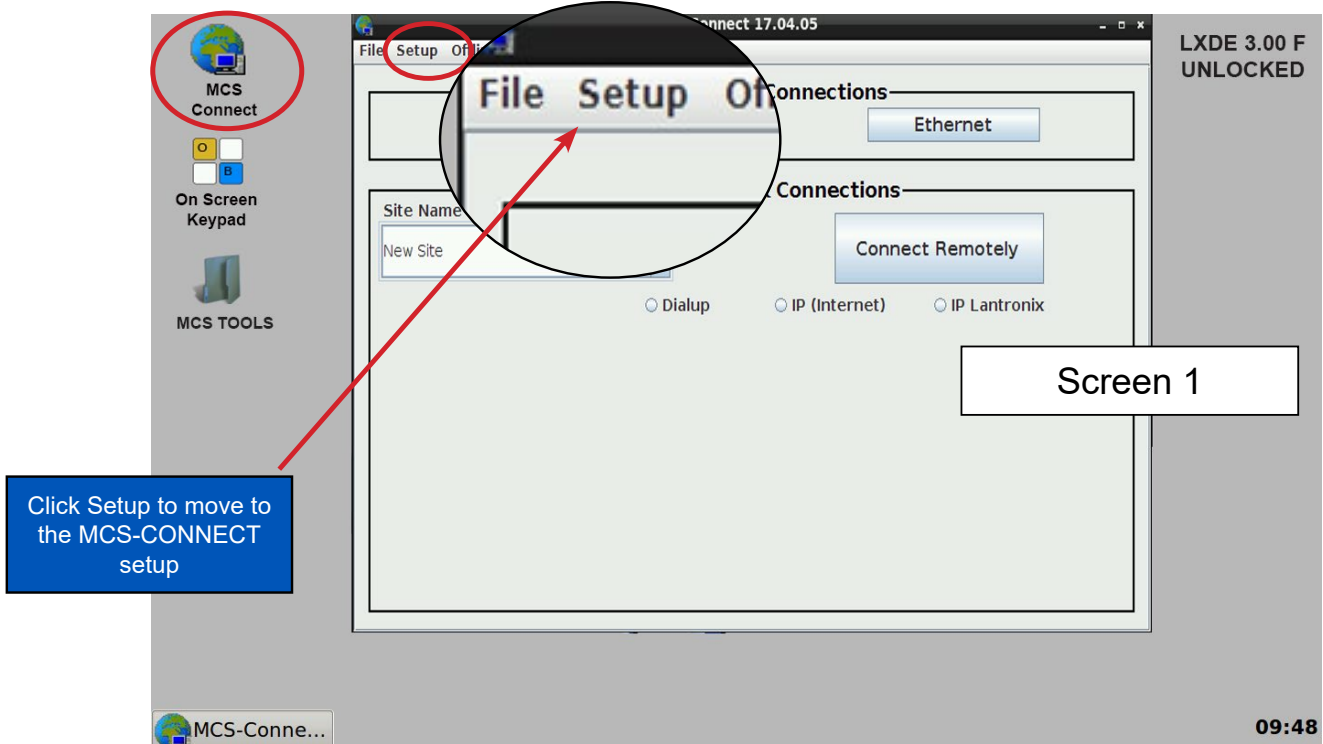 MCS
Connect
On Screen
Keypad
MCS TOOLS
Connect 17.04.05
File Setup
File Setup
Connections
Ethernet
Connections
Site Name
New Site
Connect Remotely
Dialup IP (Internet) IP Lantronix
LXDE 3.00 F
UNLOCKED
Screen 1
Click Setup to move to
the MCS-CONNECT
setup
MCS-Conne...
09:48